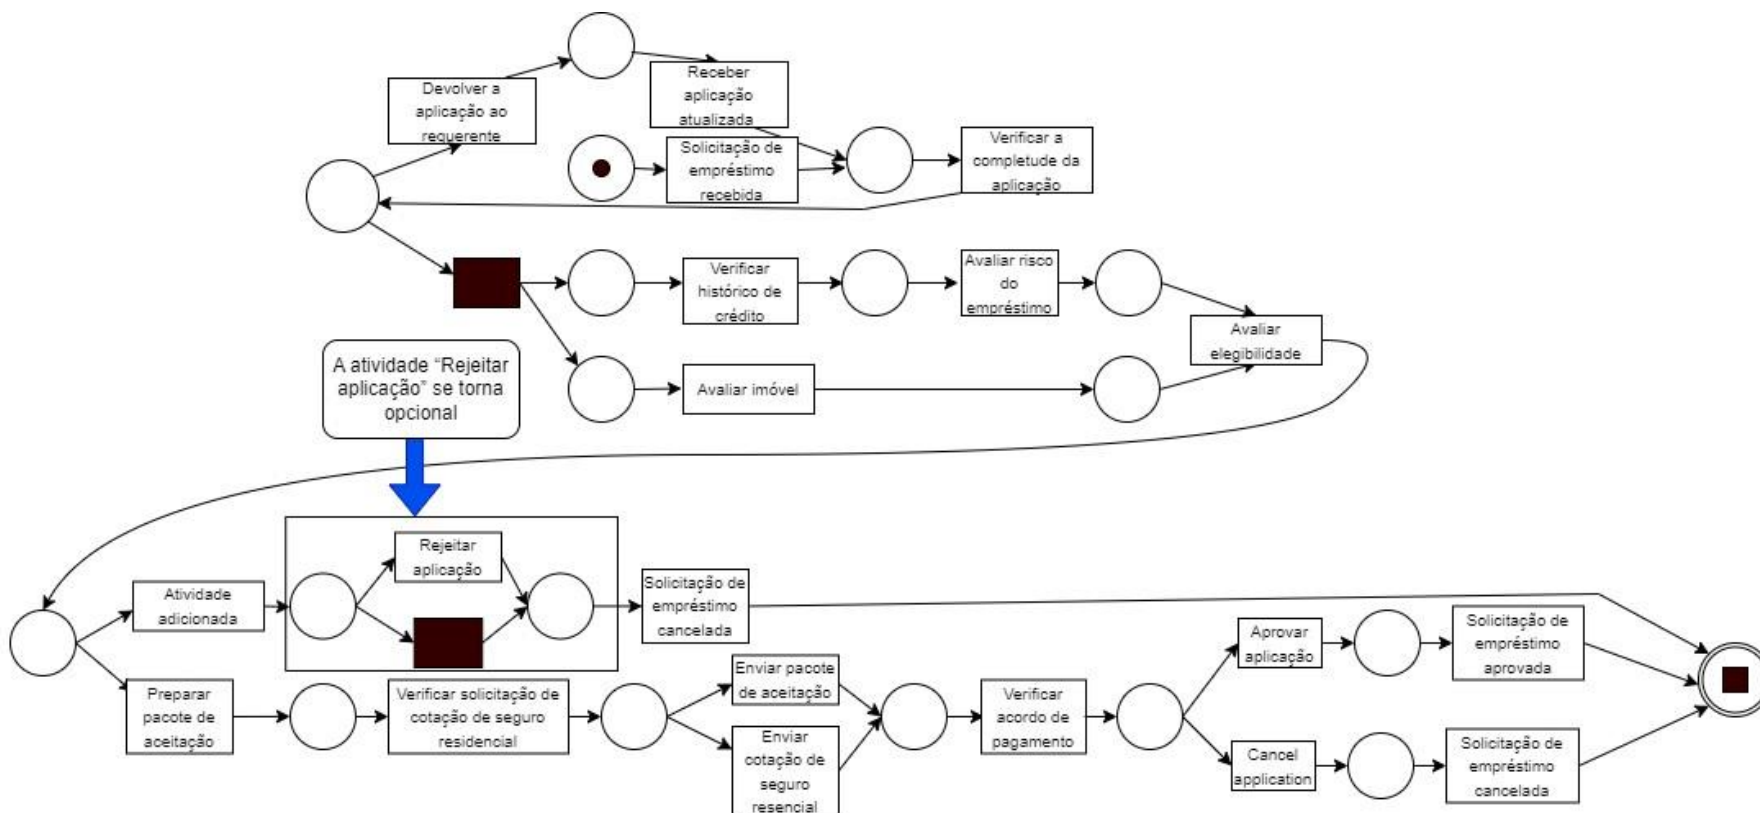 Devolver a
aplicação ao
requerente
Receber
aplicação
atualizada
Solicitação de
empréstimo
recebida
Verificar a
completude da
aplicação
Verificar
histórico de
crédito
Avaliar risco
do
empréstimo
Avaliar
elegibilidade
Avaliar imóvel
A atividade “Rejeitar
aplicação” se torna
opcional
Atividade
adicionada
Rejeitar
aplicação
Solicitação de
empréstimo
cancelada
Preparar
pacote de
aceitação
Verificar solicitação de
cotação de seguro
residencial
Enviar pacote
de aceitação
Enviar
cotação de
seguro
resencial
Verificar
acordo de
pagamento
Aprovar
aplicação
Solicitação de
empréstimo
aprovada
Cancel
application
Solicitação de
empréstimo
cancelada